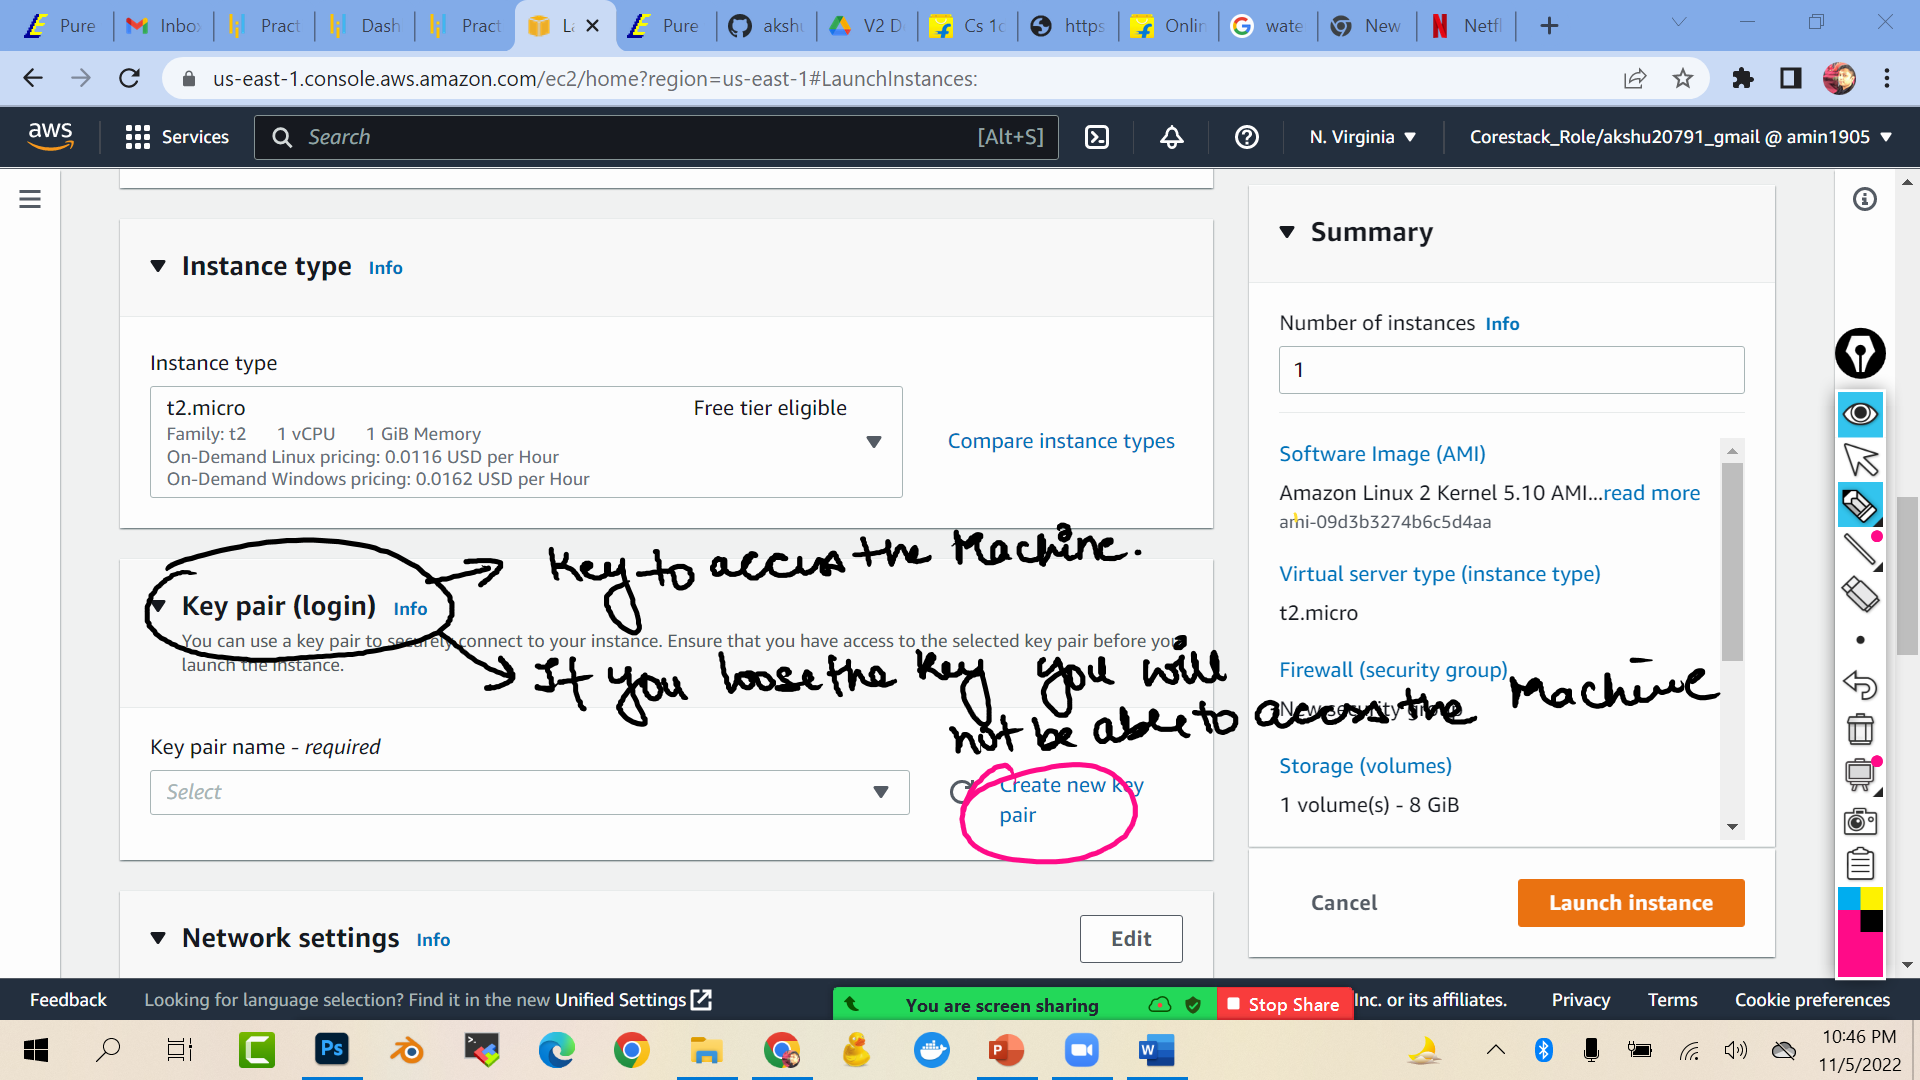 Pure
Inbo
Pract
Dash
Pract
La
Pure
akshu
V2 D
Cs 1c
https
Onlin
wate
New
Netfl
us-east-1.console.aws.amazon.com/ec2/home?region=us-east-1#LaunchInstances:
aws
Services
Search
[Alt+S]
N. Virginia
Corestack_Role/akshu20791_gmail @ amin1905
Instance type Info
Instance type
t2.micro
Free tier eligible
Family: t2 1 vCPU 1 GiB Memory
On-Demand Linux pricing: 0.0116 USD per Hour
On-Demand Windows pricing: 0.0162 USD per Hour
Compare instance types
Key to access the Machine.
Key pair (login) Info
You can use a key pair to securely connect to your instance. Ensure that you have access to the selected key pair before you
launch the instance.
If you loose the key you will
not be able to access the Machine
Key pair name - required
Select
Create new key
pair
Network settings Info
Edit
Summary
Number of instances Info
1
Software Image (AMI)
Amazon Linux 2 Kernel 5.10 AMI...read more
ami-09d3b3274b6c5d4aa
Virtual server type (instance type)
t2.micro
Firewall (security group)
New security group
Storage (volumes)
1 volume(s) - 8 GiB
Cancel
Launch instance
Feedback
Looking for language selection? Find it in the new Unified Settings
You are screen sharing
Stop Share
Inc. or its affiliates.
Privacy
Terms
Cookie preferences
Ps
P
W
10:46 PM
11/5/2022